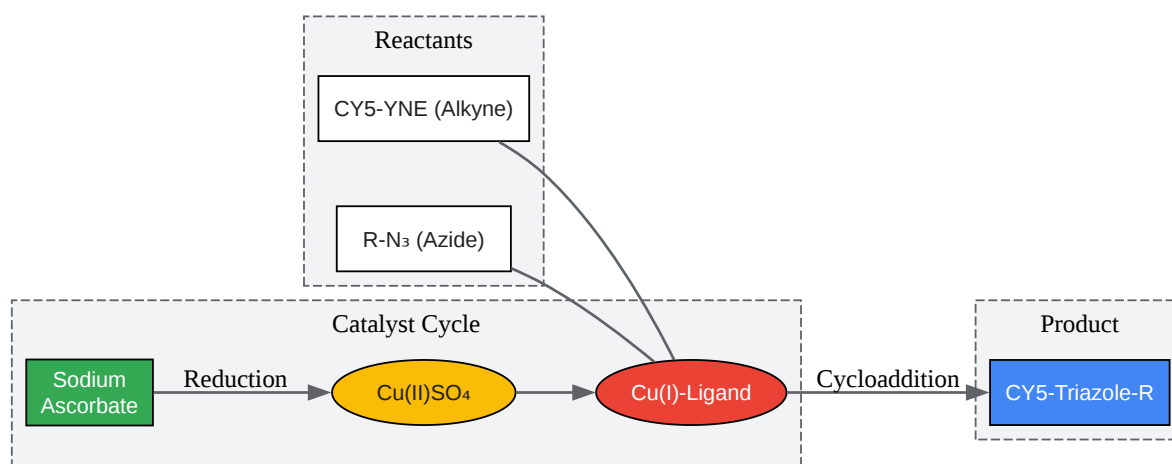 Reactants
CY5-YNE (Alkyne)
R-N₃ (Azide)
Catalyst Cycle
Sodium
Ascorbate
Reduction
Cu(II)SO₄
Cu(I)-Ligand
Cycloaddition
Product
CY5-Triazole-R